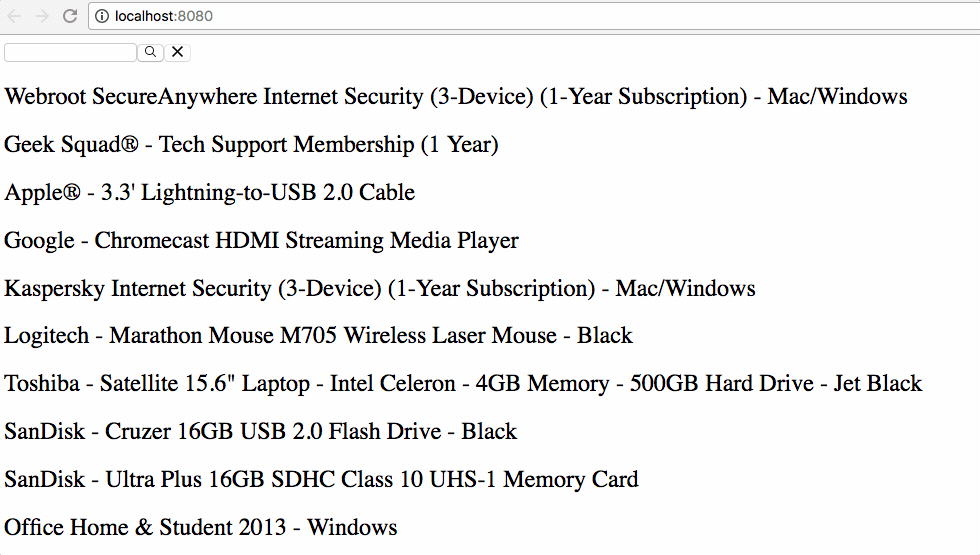 localhost:8080
Webroot SecureAnywhere Internet Security (3-Device) (1-Year Subscription) - Mac/Windows
Geek Squad® - Tech Support Membership (1 Year)
Apple® - 3.3' Lightning-to-USB 2.0 Cable
Google - Chromecast HDMI Streaming Media Player
Kaspersky Internet Security (3-Device) (1-Year Subscription) - Mac/Windows
Logitech - Marathon Mouse M705 Wireless Laser Mouse - Black
Toshiba - Satellite 15.6" Laptop - Intel Celeron - 4GB Memory - 500GB Hard Drive - Jet Black
SanDisk - Cruzer 16GB USB 2.0 Flash Drive - Black
SanDisk - Ultra Plus 16GB SDHC Class 10 UHS-1 Memory Card
Office Home & Student 2013 - Windows